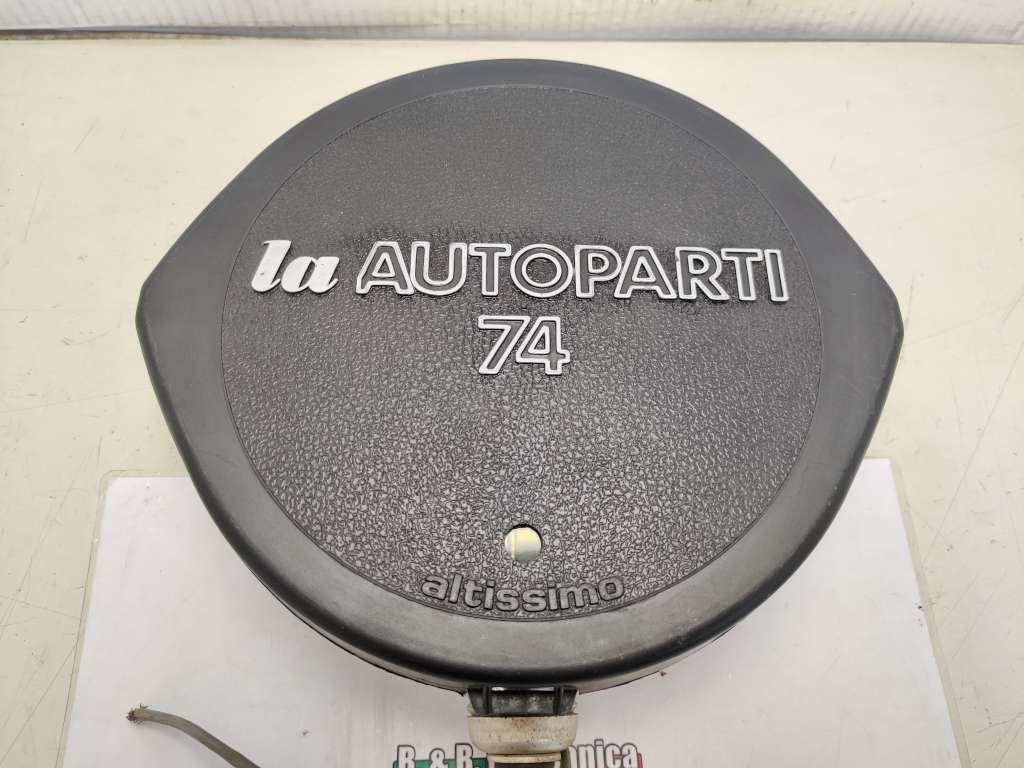 la AUTOPARTI
74
altissimo
R. & R.